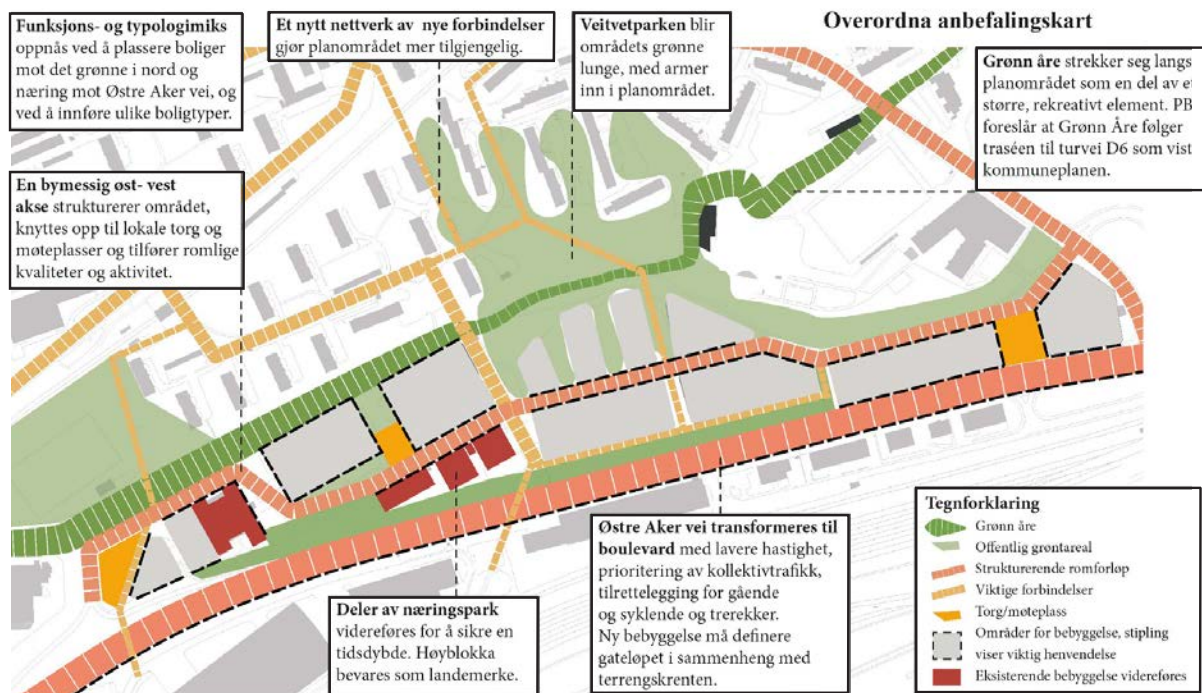 Overordna anbefalingskart
Funksjons- og typologimiks
oppnås ved å plassere boliger
mot det grønne i nord og
næring mot Østre Aker vei, og
ved å innføre ulike boligtyper.
Et nytt nettverk av nye forbindelser
gjør planområdet mer tilgjengelig.
Veitvetparken blir
områdets grønne
lunge, med armer
inn i planområdet.
Grønn åre strekker seg langs
planområdet som en del av et
større, rekreativt element. PB
foreslår at Grønn Åre følger
traséen til turvei D6 som vist
kommuneplanen.
En bymessig øst- vest
akse strukturerer området,
knyttes opp til lokale torg og
møteplasser og tilfører romlige
kvaliteter og aktivitet.
Deler av næringspark
videreføres for å sikre en
tidsdybde. Høyblokka
bevares som landemerke.
Østre Aker vei transformeres til
boulevard med lavere hastighet,
prioritering av kollektivtrafikk,
tilrettelegging for gående
og syklende og trerekker.
Ny bebyggelse må definere
gateløpet i sammenheng med
terrengskrenten.
Tegnforklaring
Grønn åre
Offentlig grøntareal
Strukturerende romforløp
Viktige forbindelser
Torg/møteplass
Områder for bebyggelse, stipling
viser viktig henvendelse
Eksisterende bebyggelse videreføres